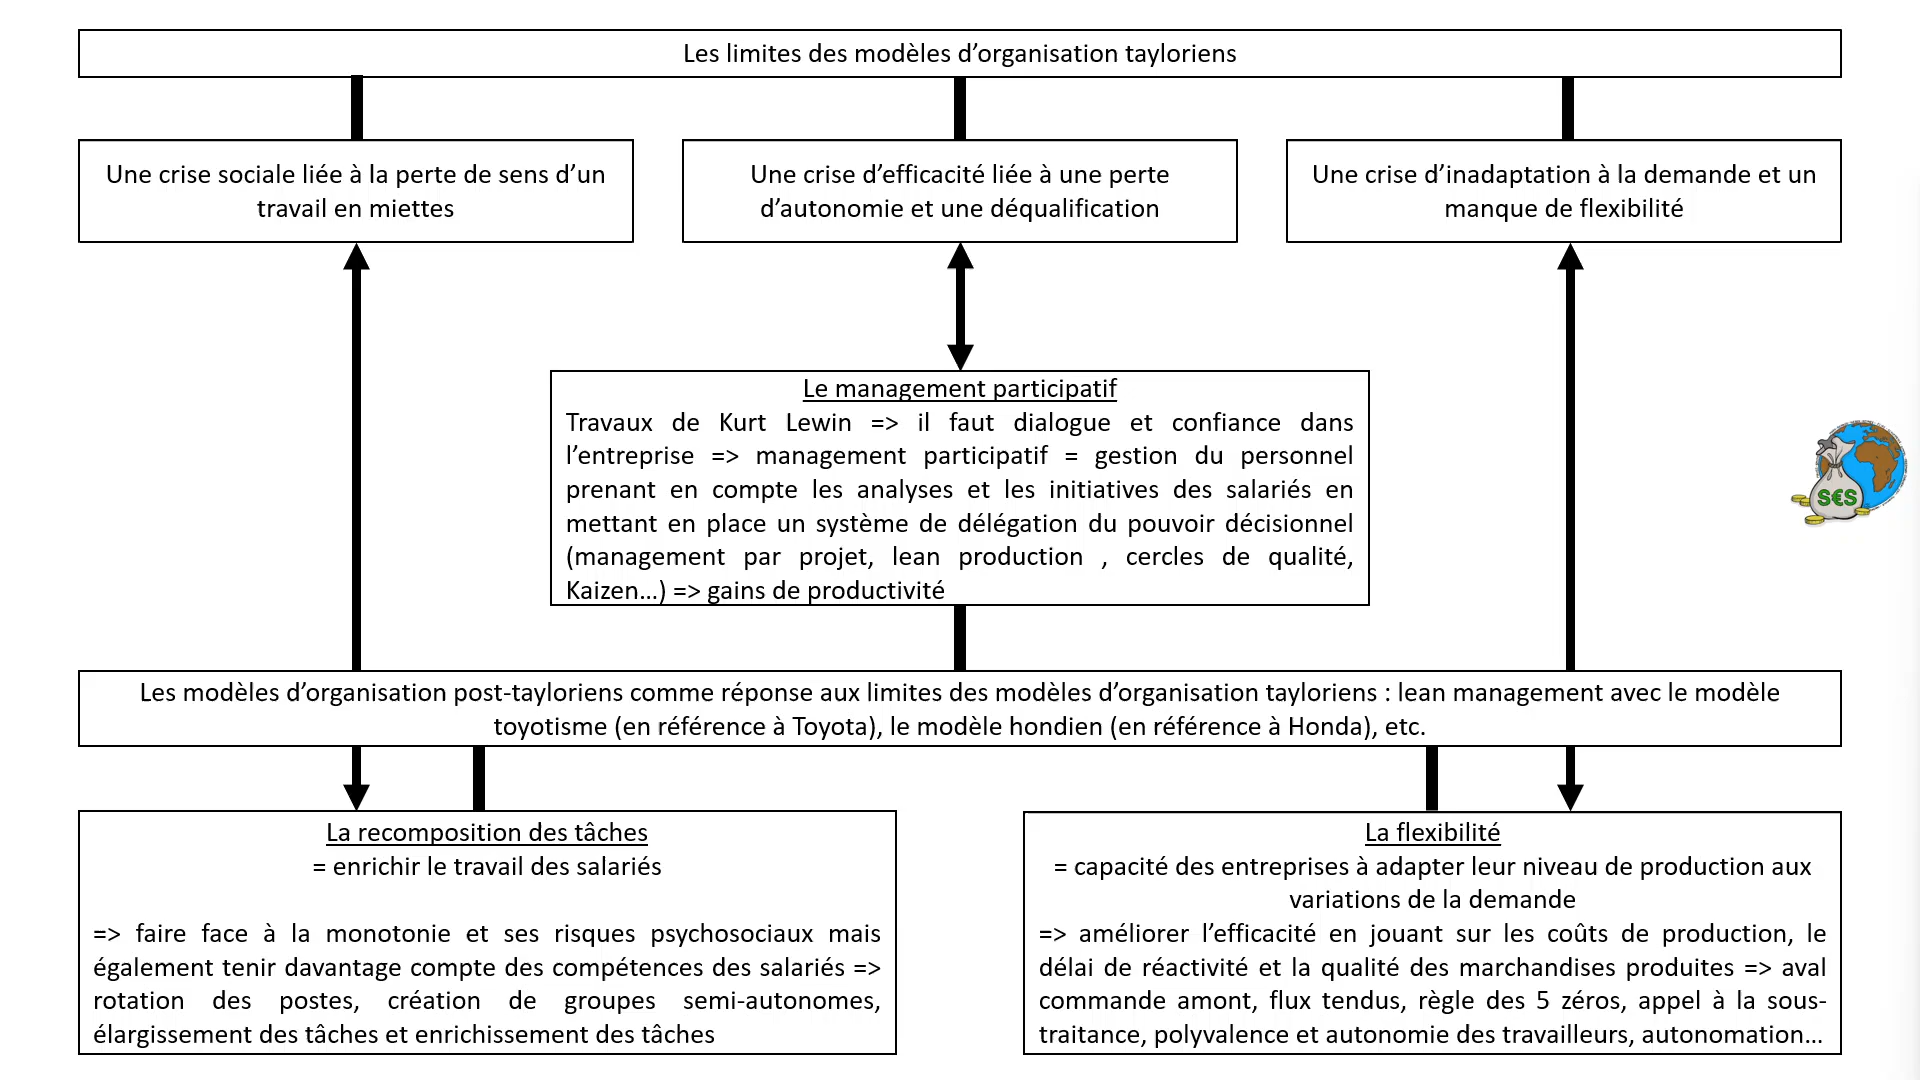 Les limites des modèles d’organisation tayloriens
Une crise sociale liée à la perte de sens d’un
travail en miettes
Une crise d’efficacité liée à une perte
d’autonomie et une déqualification
Une crise d’inadaptation à la demande et un
manque de flexibilité
Le management participatif
Travaux de Kurt Lewin => il faut dialogue et confiance dans
l’entreprise => management participatif = gestion du personnel
prenant en compte les analyses et les initiatives des salariés en
mettant en place un système de délégation du pouvoir décisionnel
(management par projet, lean production , cercles de qualité,
Kaizen…) => gains de productivité
S€S
Les modèles d’organisation post-tayloriens comme réponse aux limites des modèles d’organisation tayloriens : lean management avec le modèle
toyotisme (en référence à Toyota), le modèle hondien (en référence à Honda), etc.
La recomposition des tâches
= enrichir le travail des salariés
=> faire face à la monotonie et ses risques psychosociaux mais
également tenir davantage compte des compétences des salariés =>
rotation des postes, création de groupes semi-autonomes,
élargissement des tâches et enrichissement des tâches
La flexibilité
= capacité des entreprises à adapter leur niveau de production aux
variations de la demande
=> améliorer l’efficacité en jouant sur les coûts de production, le
délai de réactivité et la qualité des marchandises produites => aval
commande amont, flux tendus, règle des 5 zéros, appel à la sous-
traitance, polyvalence et autonomie des travailleurs, autonomation…